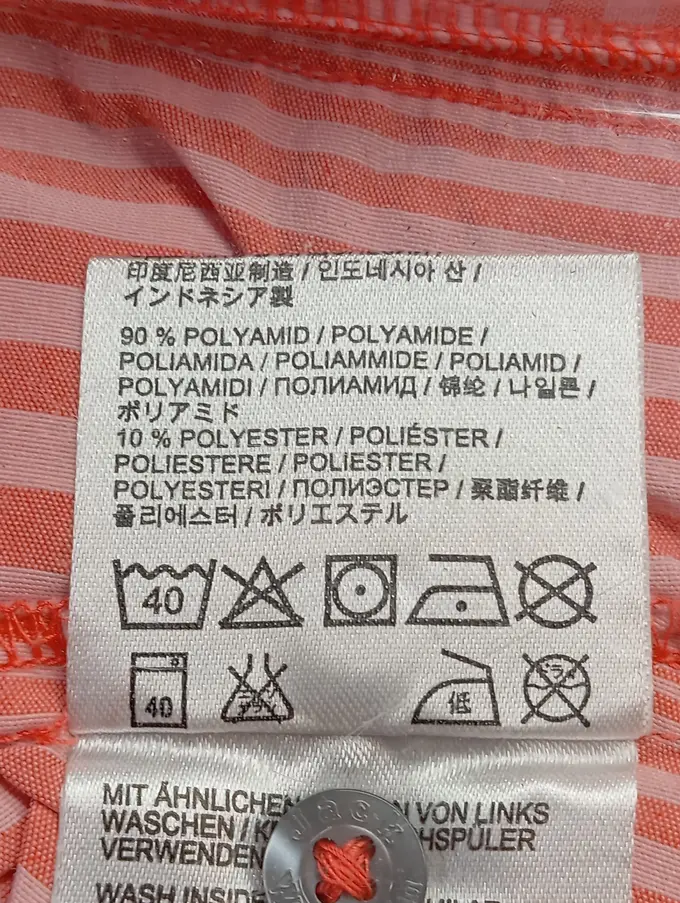 印度尼西亚制造 / 인도네시아 산 /
インドネシア製
90 % POLYAMID / POLYAMIDE /
POLIAMIDA / POLIAMMIDE / POLIAMID /
POLYAMIDI / ПОЛИАМИД / 锦纶 / 나일론 /
ポリアミド
10 % POLYESTER / POLIÉSTER /
POLIESTERE / POLIESTER /
POLYESTERI / ПОЛИЭСТЕР / 聚酯纤维 /
폴리에스터 / ポリエステル
40
40 低 ドライ
MIT ÄHNLICHEN VON LINKS
WASCHEN /
VERWENDEN
WASH INSIDE